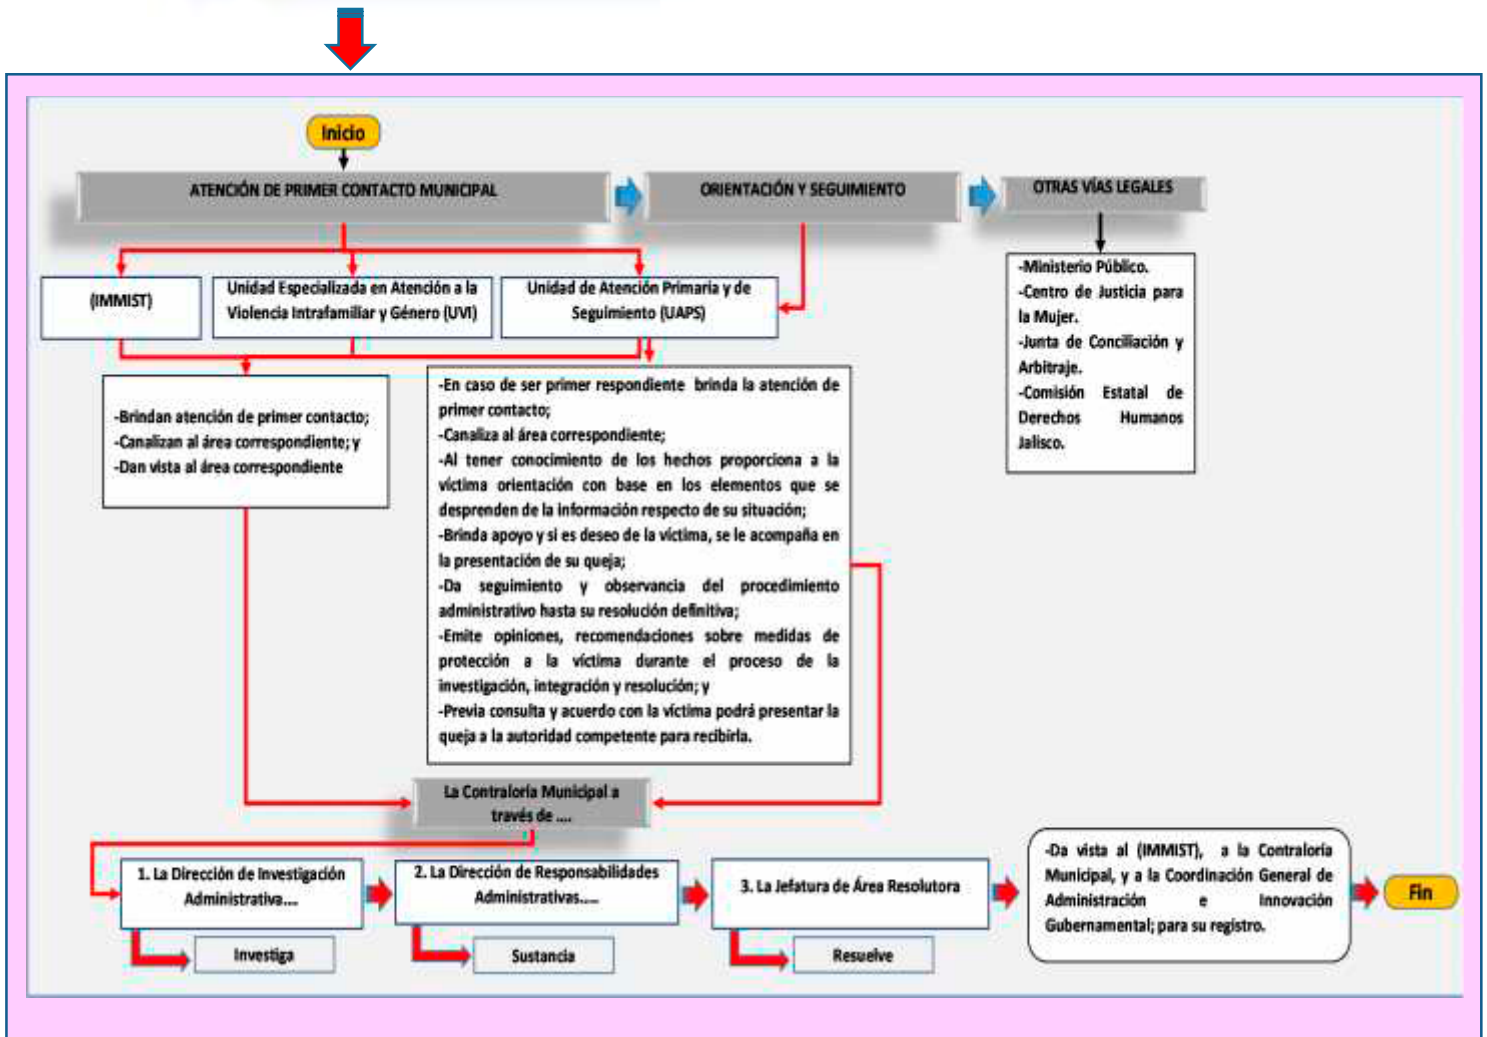 Inicio
ATENCIÓN DE PRIMER CONTACTO MUNICIPAL
ORIENTACIÓN Y SEGUIMIENTO
OTRAS VÍAS LEGALES
(IMMIST)
Unidad Especializada en Atención a la
Violencia Intrafamiliar y Género (UVI)
Unidad de Atención Primaria y de
Seguimiento (UAPS)
-Ministerio Público.
-Centro de Justicia para
la Mujer.
-Junta de Conciliación y
Arbitraje.
-Comisión Estatal de
Derechos Humanos
Jalisco.
-Brindan atención de primer contacto;
-Canalizan al área correspondiente; y
-Dan vista al área correspondiente
-En caso de ser primer respondiente brinda la atención de
primer contacto;
-Canaliza al área correspondiente;
-Al tener conocimiento de los hechos proporciona a la
víctima orientación con base en los elementos que se
desprenden de la información respecto de su situación;
-Brinda apoyo y si es deseo de la víctima, se le acompaña en
la presentación de su queja;
-Da seguimiento y observancia del procedimiento
administrativo hasta su resolución definitiva;
-Emite opiniones, recomendaciones sobre medidas de
protección a la víctima durante el proceso de la
investigación, integración y resolución; y
-Previa consulta y acuerdo con la víctima podrá presentar la
queja a la autoridad competente para recibirla.
La Contraloría Municipal a
través de ....
1. La Dirección de Investigación
Administrativa....
Investiga
2. La Dirección de Responsabilidades
Administrativas.....
Sustancia
3. La Jefatura de Área Resolutora
Resuelve
-Da vista al (IMMIST), a la Contraloría
Municipal, y a la Coordinación General de
Administración e Innovación
Gubernamental; para su registro.
Fin